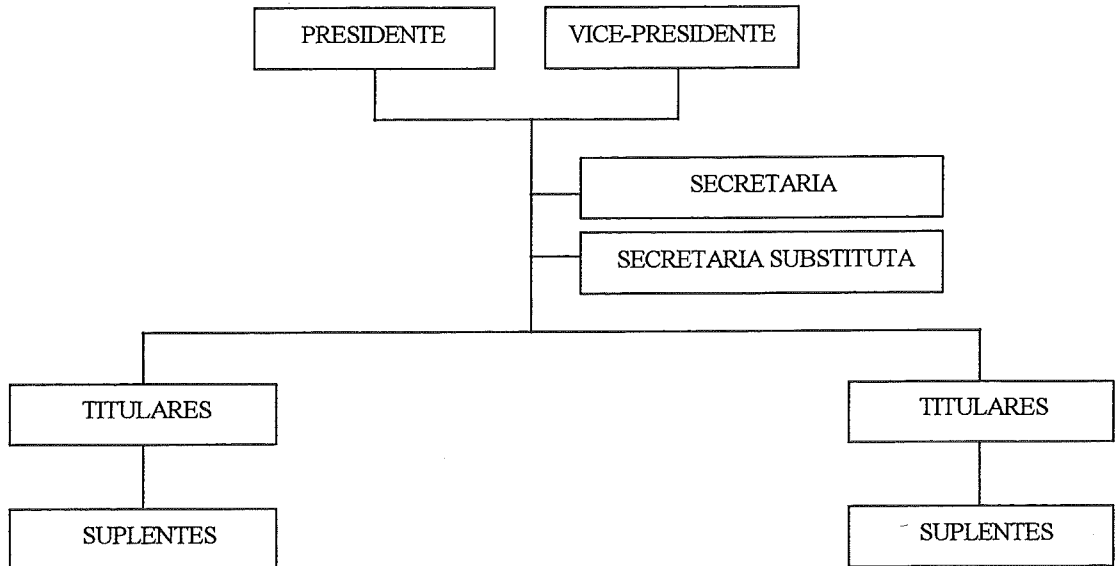 PRESIDENTE
VICE-PRESIDENTE
SECRETARIA
SECRETARIA SUBSTITUTA
TITULARES
TITULARES
SUPLENTES
SUPLENTES